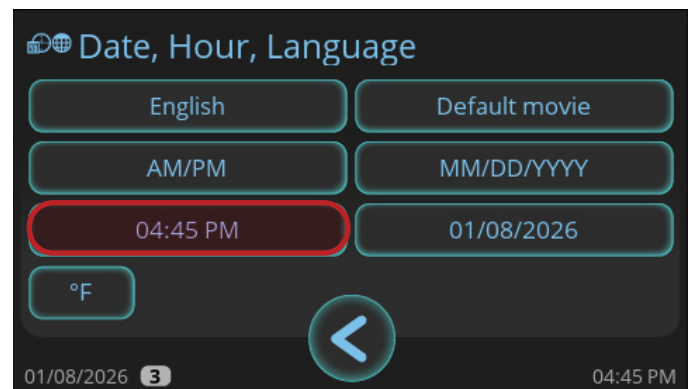 Date, Hour, Language
English
Default movie
AM/PM
MM/DD/YYYY
04:45 PM
01/08/2026
°F
01/08/2026 3
04:45 PM